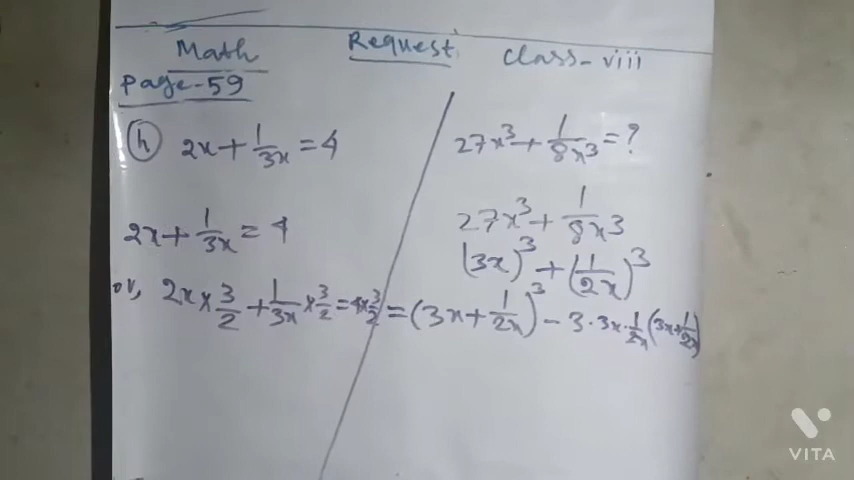 Math Request Class-viii
Page-59
(h) 2x + 1/3x = 4
27x³ + 1/8x³ = ?
2x + 1/3x = 4
or, 2x × 3/2 + 1/3x × 3/2 = 4 × 3/2
27x³ + 1/8x³
(3x)³ + (1/2x)³
= (3x + 1/2x)³ - 3 · 3x · 1/2x (3x + 1/2x)
VITA